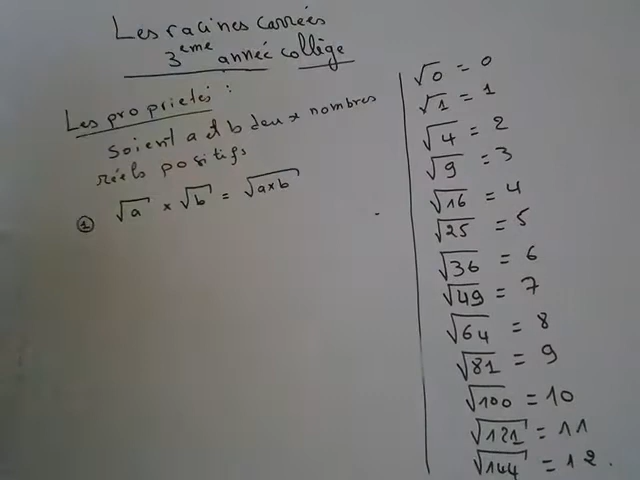 Les racines carrées
3eme année collège
Les proprietés :
Soient a et b deux nombres
réels positifs
① √a × √b = √a×b
√0 = 0
√1 = 1
√4 = 2
√9 = 3
√16 = 4
√25 = 5
√36 = 6
√49 = 7
√64 = 8
√81 = 9
√100 = 10
√121 = 11
√144 = 12.